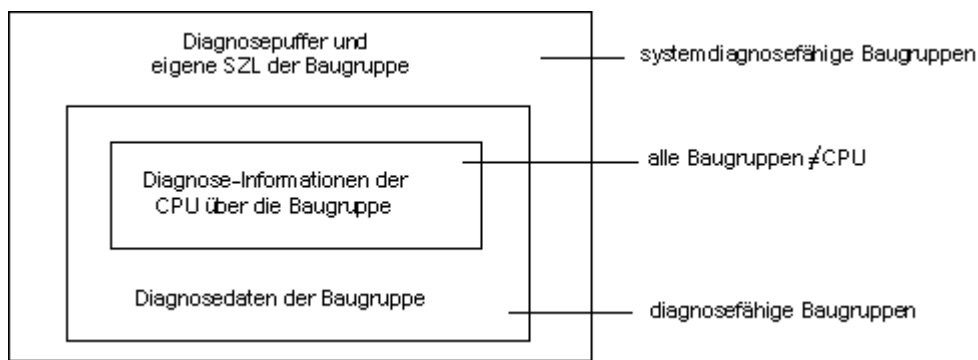 Diagnosepuffer und
eigene SZL der Baugruppe
systemdiagnosefähige Baugruppen
alle Baugruppen ≠CPU
Diagnose-Informationen der
CPU über die Baugruppe
Diagnosedaten der Baugruppe
diagnosefähige Baugruppen